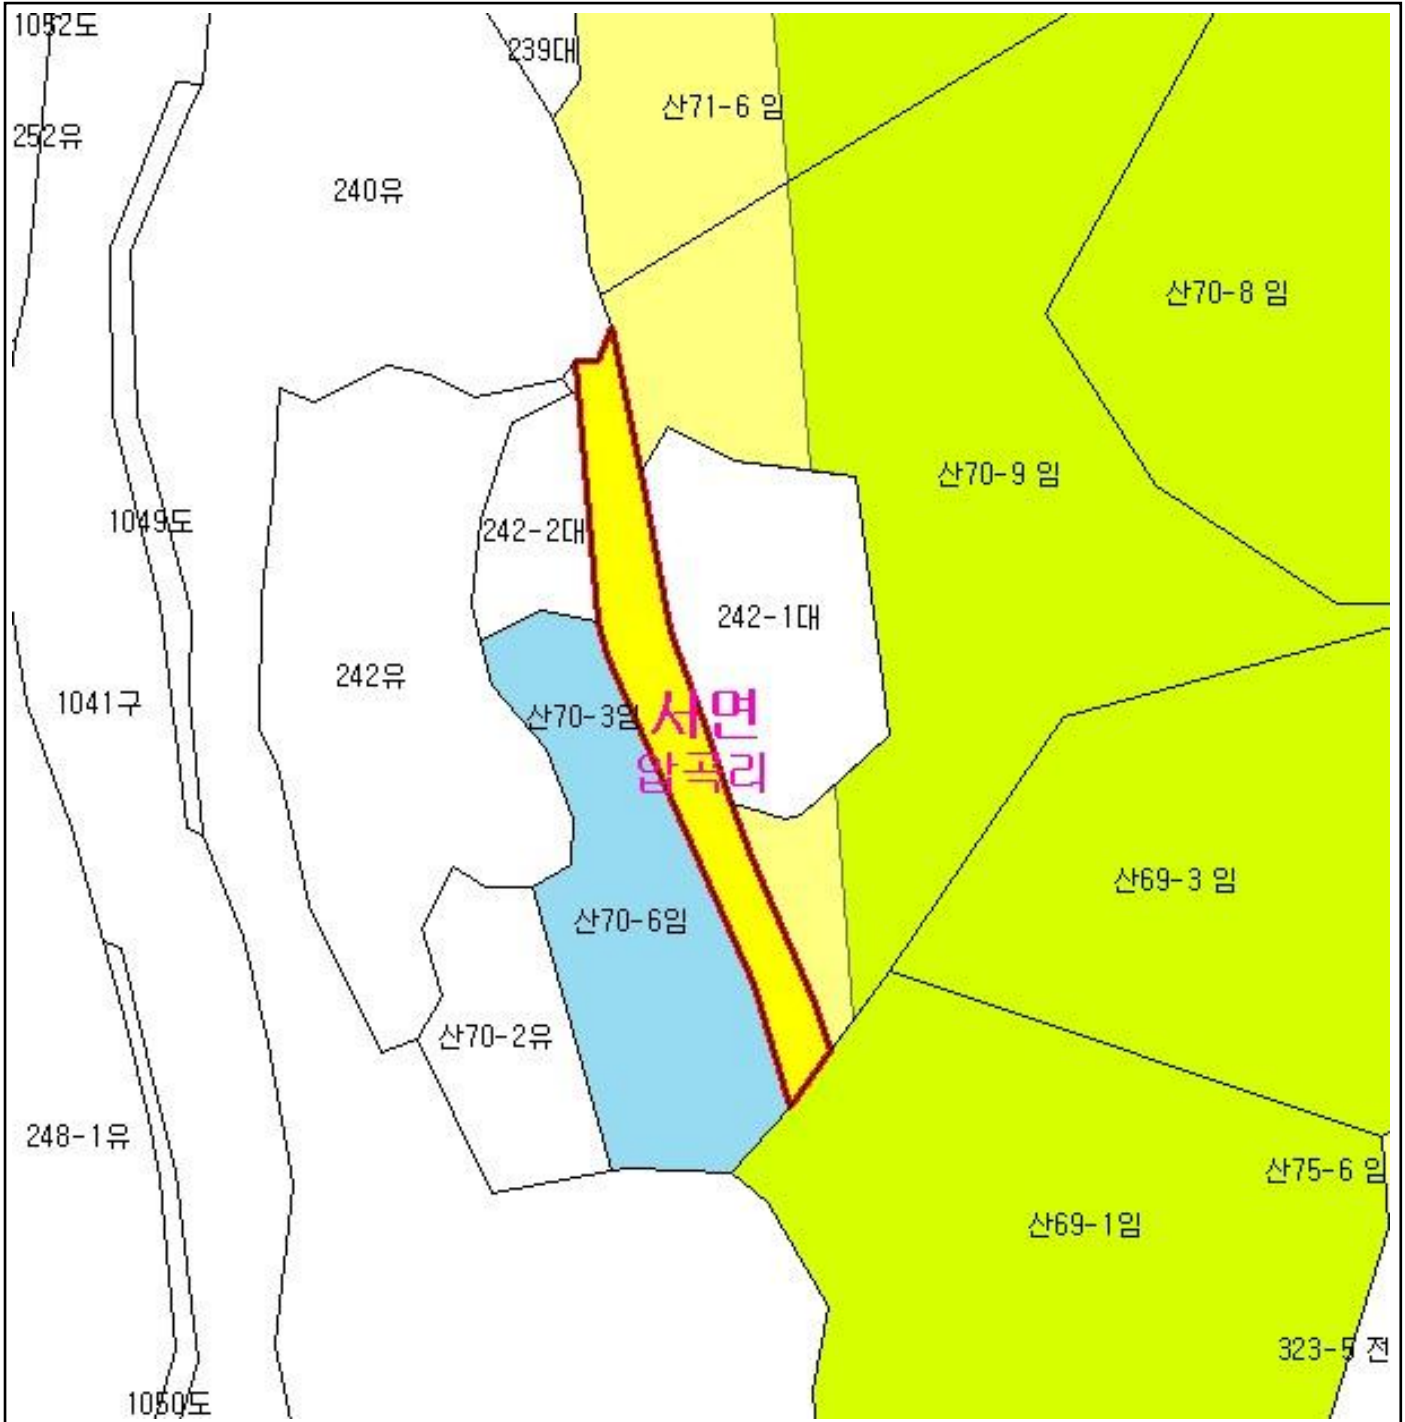 1052도
239대
산71-6 임
252유
240유
산70-8 임
산70-9 임
1049도
242-2대
242-1대
242유
1041구
산70-3임
서면
압곡리
산69-3 임
산70-6임
산70-2유
248-1유
산75-6 임
산69-1임
323-5 전
1050도